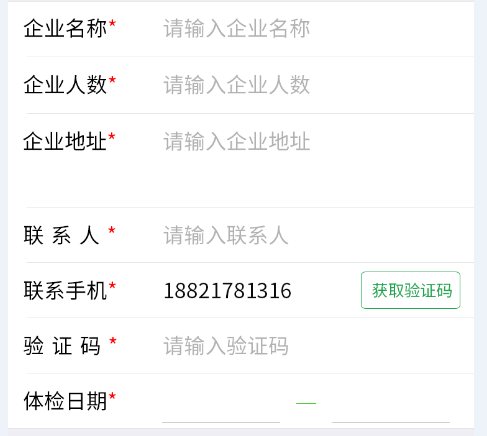 企业名称* 请输入企业名称
企业人数* 请输入企业人数
企业地址* 请输入企业地址
联 系 人 * 请输入联系人
联系手机* 18821781316 获取验证码
验 证 码 * 请输入验证码
体检日期* —